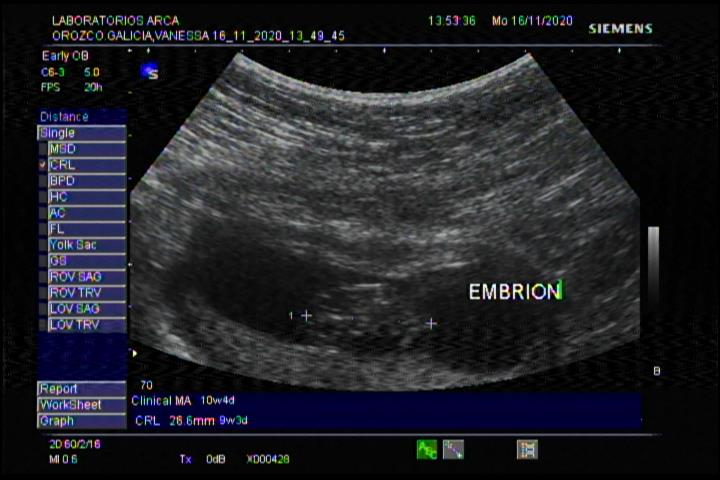 LABORATORIOS ARCA
13:53:36 Mo 16/11/2020
SIEMENS
OROZCO GALICIA,VANESSA 16_11_2020_13_49_45
Early OB
C6-3 5.0
FPS 20h
S
Distance
Single
MSD
CRL
BPD
HC
AC
FL
Yolk Sac
GS
ROV SAG
ROV TRV
LOV SAG
LOV TRV
EMBRION
1
B
70
Report
WorkSheet
Graph
Clinical MA 10w4d
CRL 26.6mm 9w3d
2D 60/2/16
MI 0.6
Tx 0dB X000428
ABC